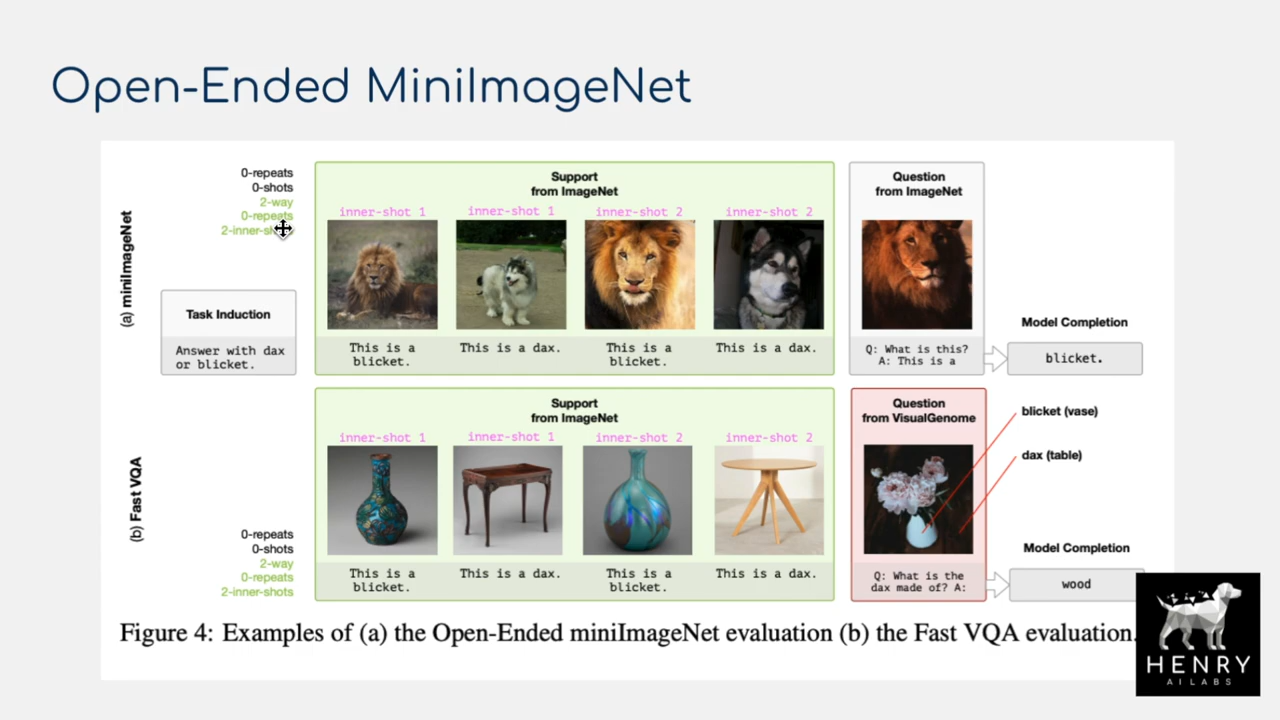 Open-Ended MiniImageNet
(a) miniImageNet
0-repeats
0-shots
2-way
0-repeats
Task Induction
Answer with dax
or blicket.
Support
from ImageNet
inner-shot 1
inner-shot 1
inner-shot 2
inner-shot 2
This is a
blicket.
This is a dax.
This is a
blicket.
This is a dax.
Question
from ImageNet
Q: What is this?
A: This is a
Model Completion
blicket.
(b) Fast VQA
0-repeats
0-shots
2-way
0-repeats
2-inner-shots
Support
from ImageNet
inner-shot 1
inner-shot 1
inner-shot 2
inner-shot 2
This is a
blicket.
This is a dax.
This is a
blicket.
This is a dax.
Question
from VisualGenome
Q: What is the
dax made of? A:
blicket (vase)
dax (table)
Model Completion
wood
Figure 4: Examples of (a) the Open-Ended miniImageNet evaluation (b) the Fast VQA evaluation.
HENRY
AI LABS